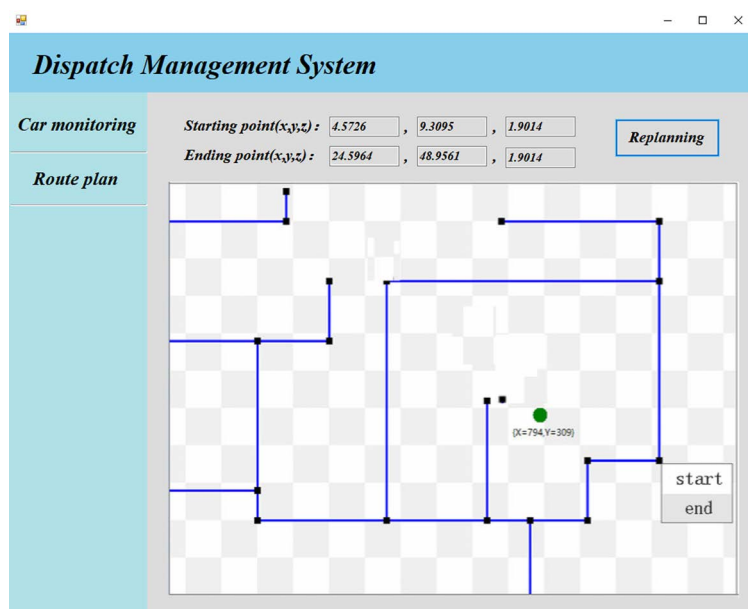 Dispatch Management System
Car monitoring
Route plan
Starting point(x,y,z) : 4.5726 , 9.3095 , 1.9014
Ending point(x,y,z) : 24.5964 , 48.9561 , 1.9014
Replanning
{X=794,Y=309}
start
end